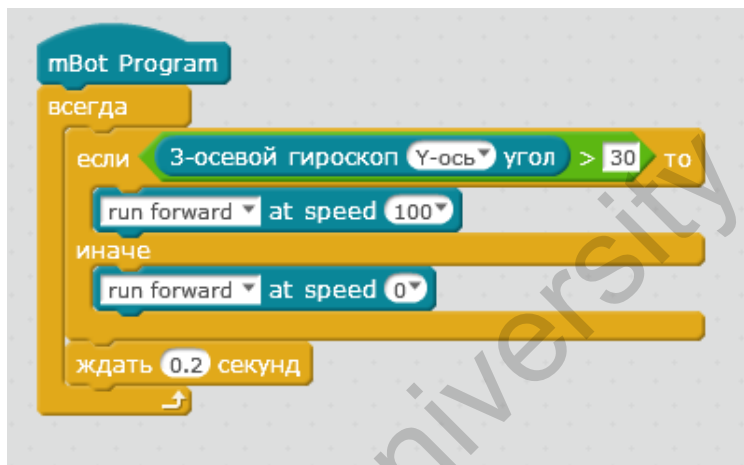 mBot Program
всегда
если 3-осевой гироскоп Y-ось угол > 30 то
run forward at speed 100
иначе
run forward at speed 0
ждать 0.2 секунд
niversity